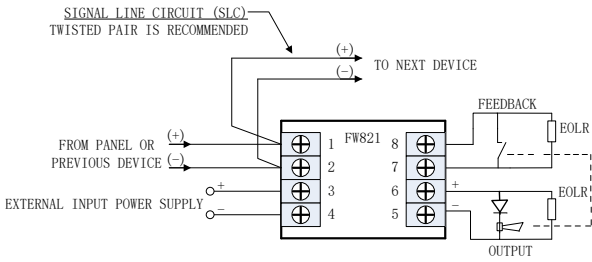 SIGNAL LINE CIRCUIT (SLC)
TWISTED PAIR IS RECOMMENDED
(+)
(-)
TO NEXT DEVICE
FEEDBACK
EOLR
FW821
FROM PANEL OR
PREVIOUS DEVICE
(+)
(-)
1
2
3
4
8
7
6
5
+
-
EXTERNAL INPUT POWER SUPPLY
+
-
EOLR
OUTPUT